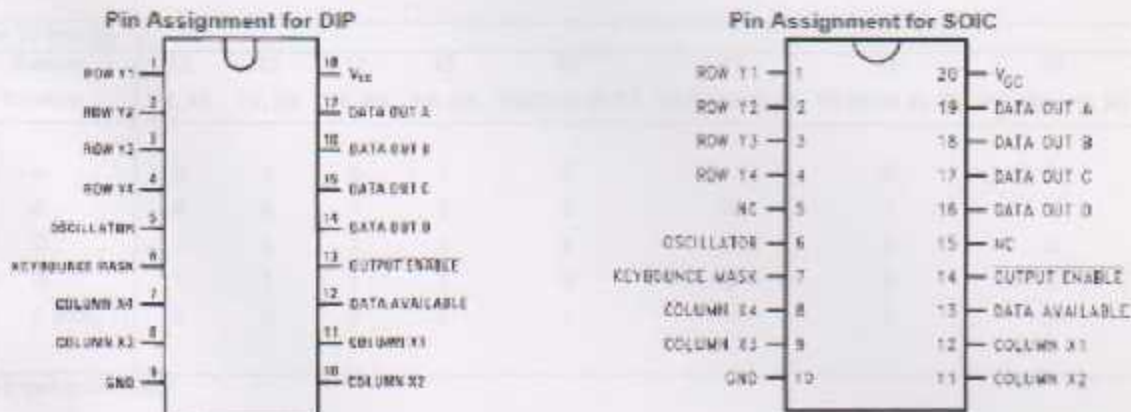 Pin Assignment for DIP
ROW Y1 1
ROW Y2 2
ROW Y3 3
ROW Y4 4
OSCILLATOR 5
KEYBOUNCE MASK 6
COLUMN X4 7
COLUMN X3 8
GND 9
18 VCC
17 DATA OUT A
16 DATA OUT B
15 DATA OUT C
14 DATA OUT D
13 OUTPUT ENABLE
12 DATA AVAILABLE
11 COLUMN X1
10 COLUMN X2
Pin Assignment for SOIC
ROW Y1 1
ROW Y2 2
ROW Y3 3
ROW Y4 4
NC 5
OSCILLATOR 6
KEYBOUNCE MASK 7
COLUMN X4 8
COLUMN X3 9
GND 10
20 VCC
19 DATA OUT A
18 DATA OUT B
17 DATA OUT C
16 DATA OUT D
15 NC
14 OUTPUT ENABLE
13 DATA AVAILABLE
12 COLUMN X1
11 COLUMN X2